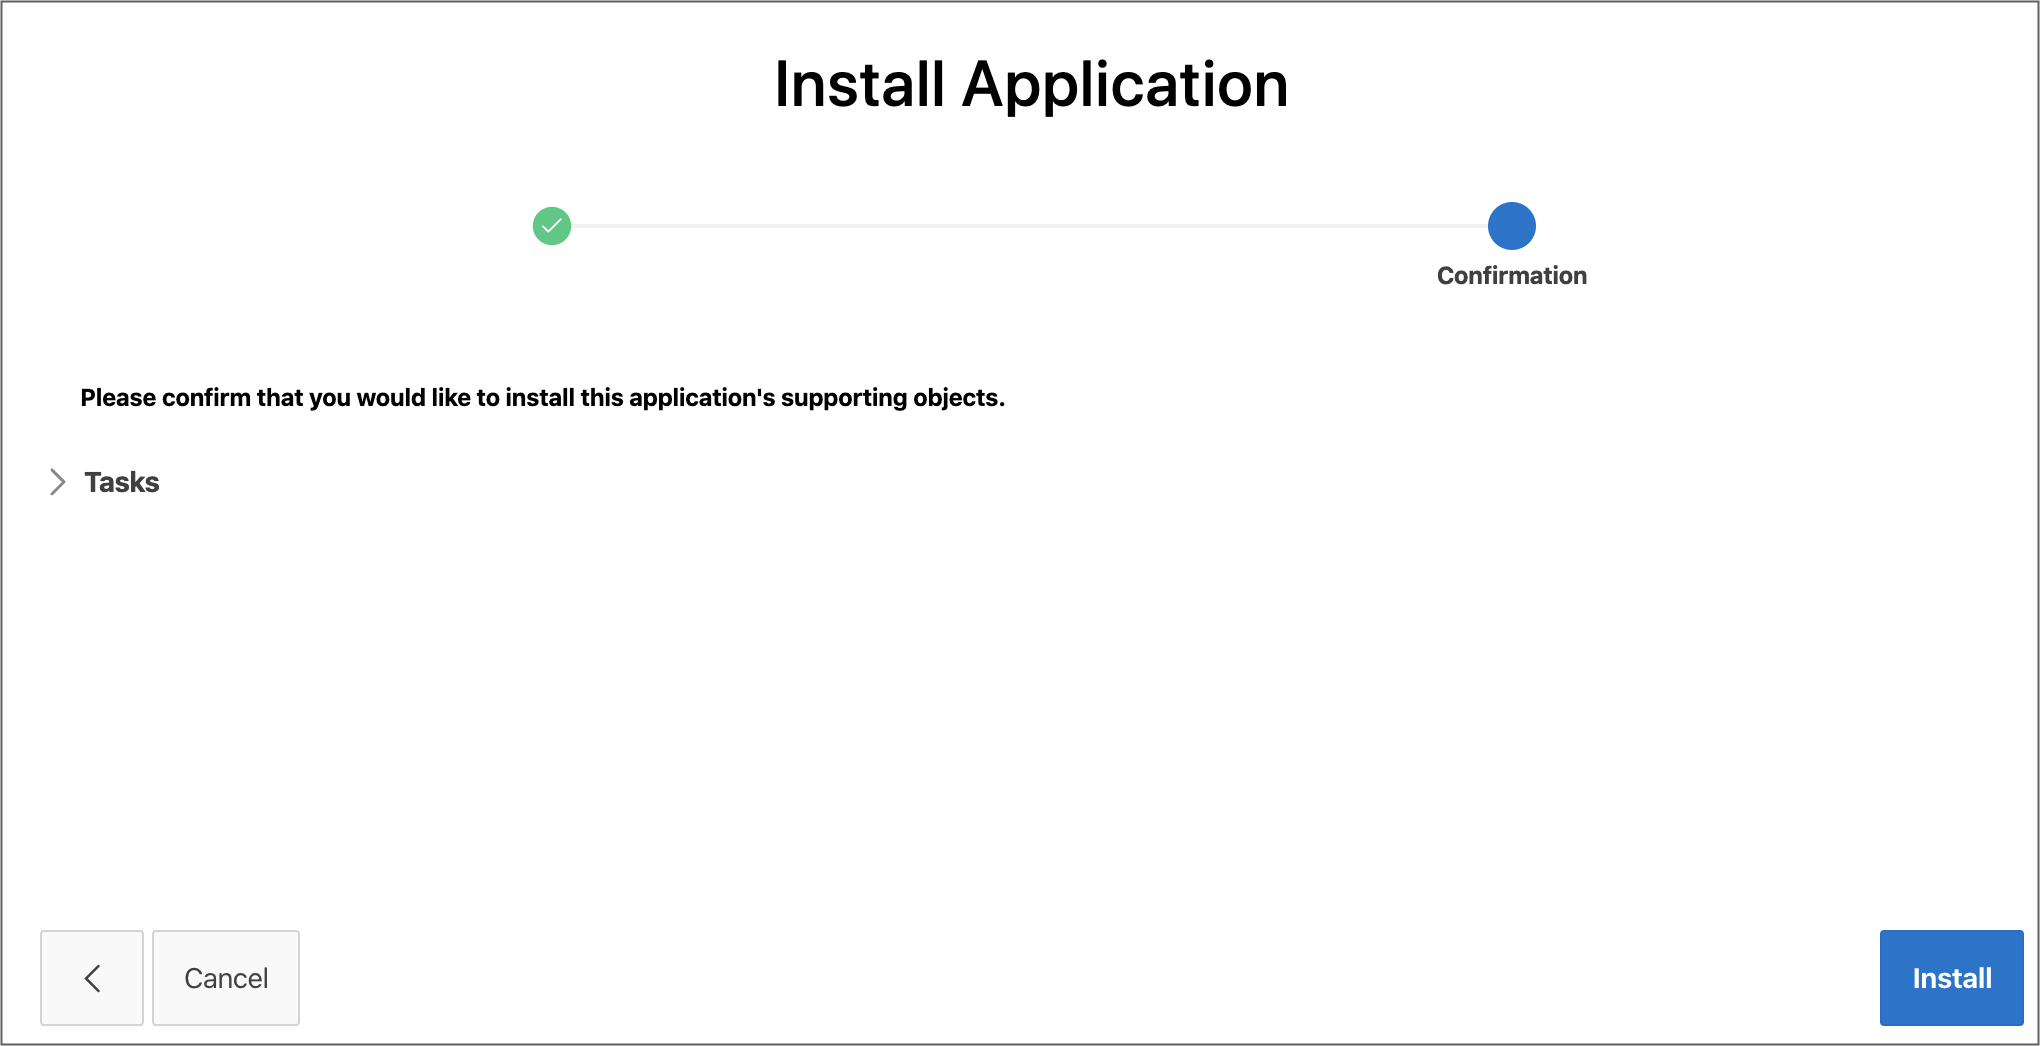 Install Application
Confirmation
Please confirm that you would like to install this application's supporting objects.
Tasks
Cancel
Install